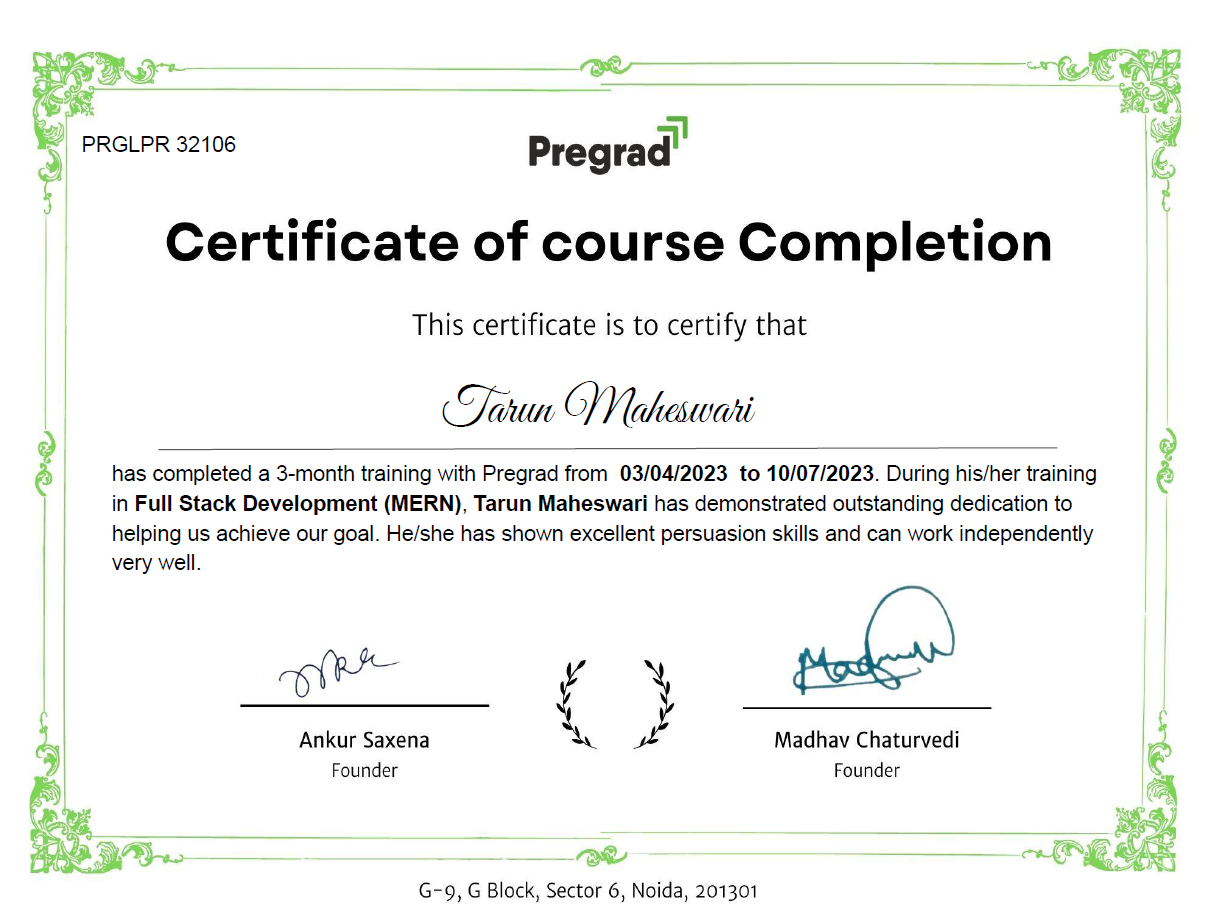 PRGLPR 32106
Pregrad
Certificate of course Completion
This certificate is to certify that
Tarun Maheswari
has completed a 3-month training with Pregrad from 03/04/2023 to 10/07/2023. During his/her training
in Full Stack Development (MERN), Tarun Maheswari has demonstrated outstanding dedication to
helping us achieve our goal. He/she has shown excellent persuasion skills and can work independently
very well.
Ankur Saxena
Founder
Madhav Chaturvedi
Founder
G-9, G Block, Sector 6, Noida, 201301